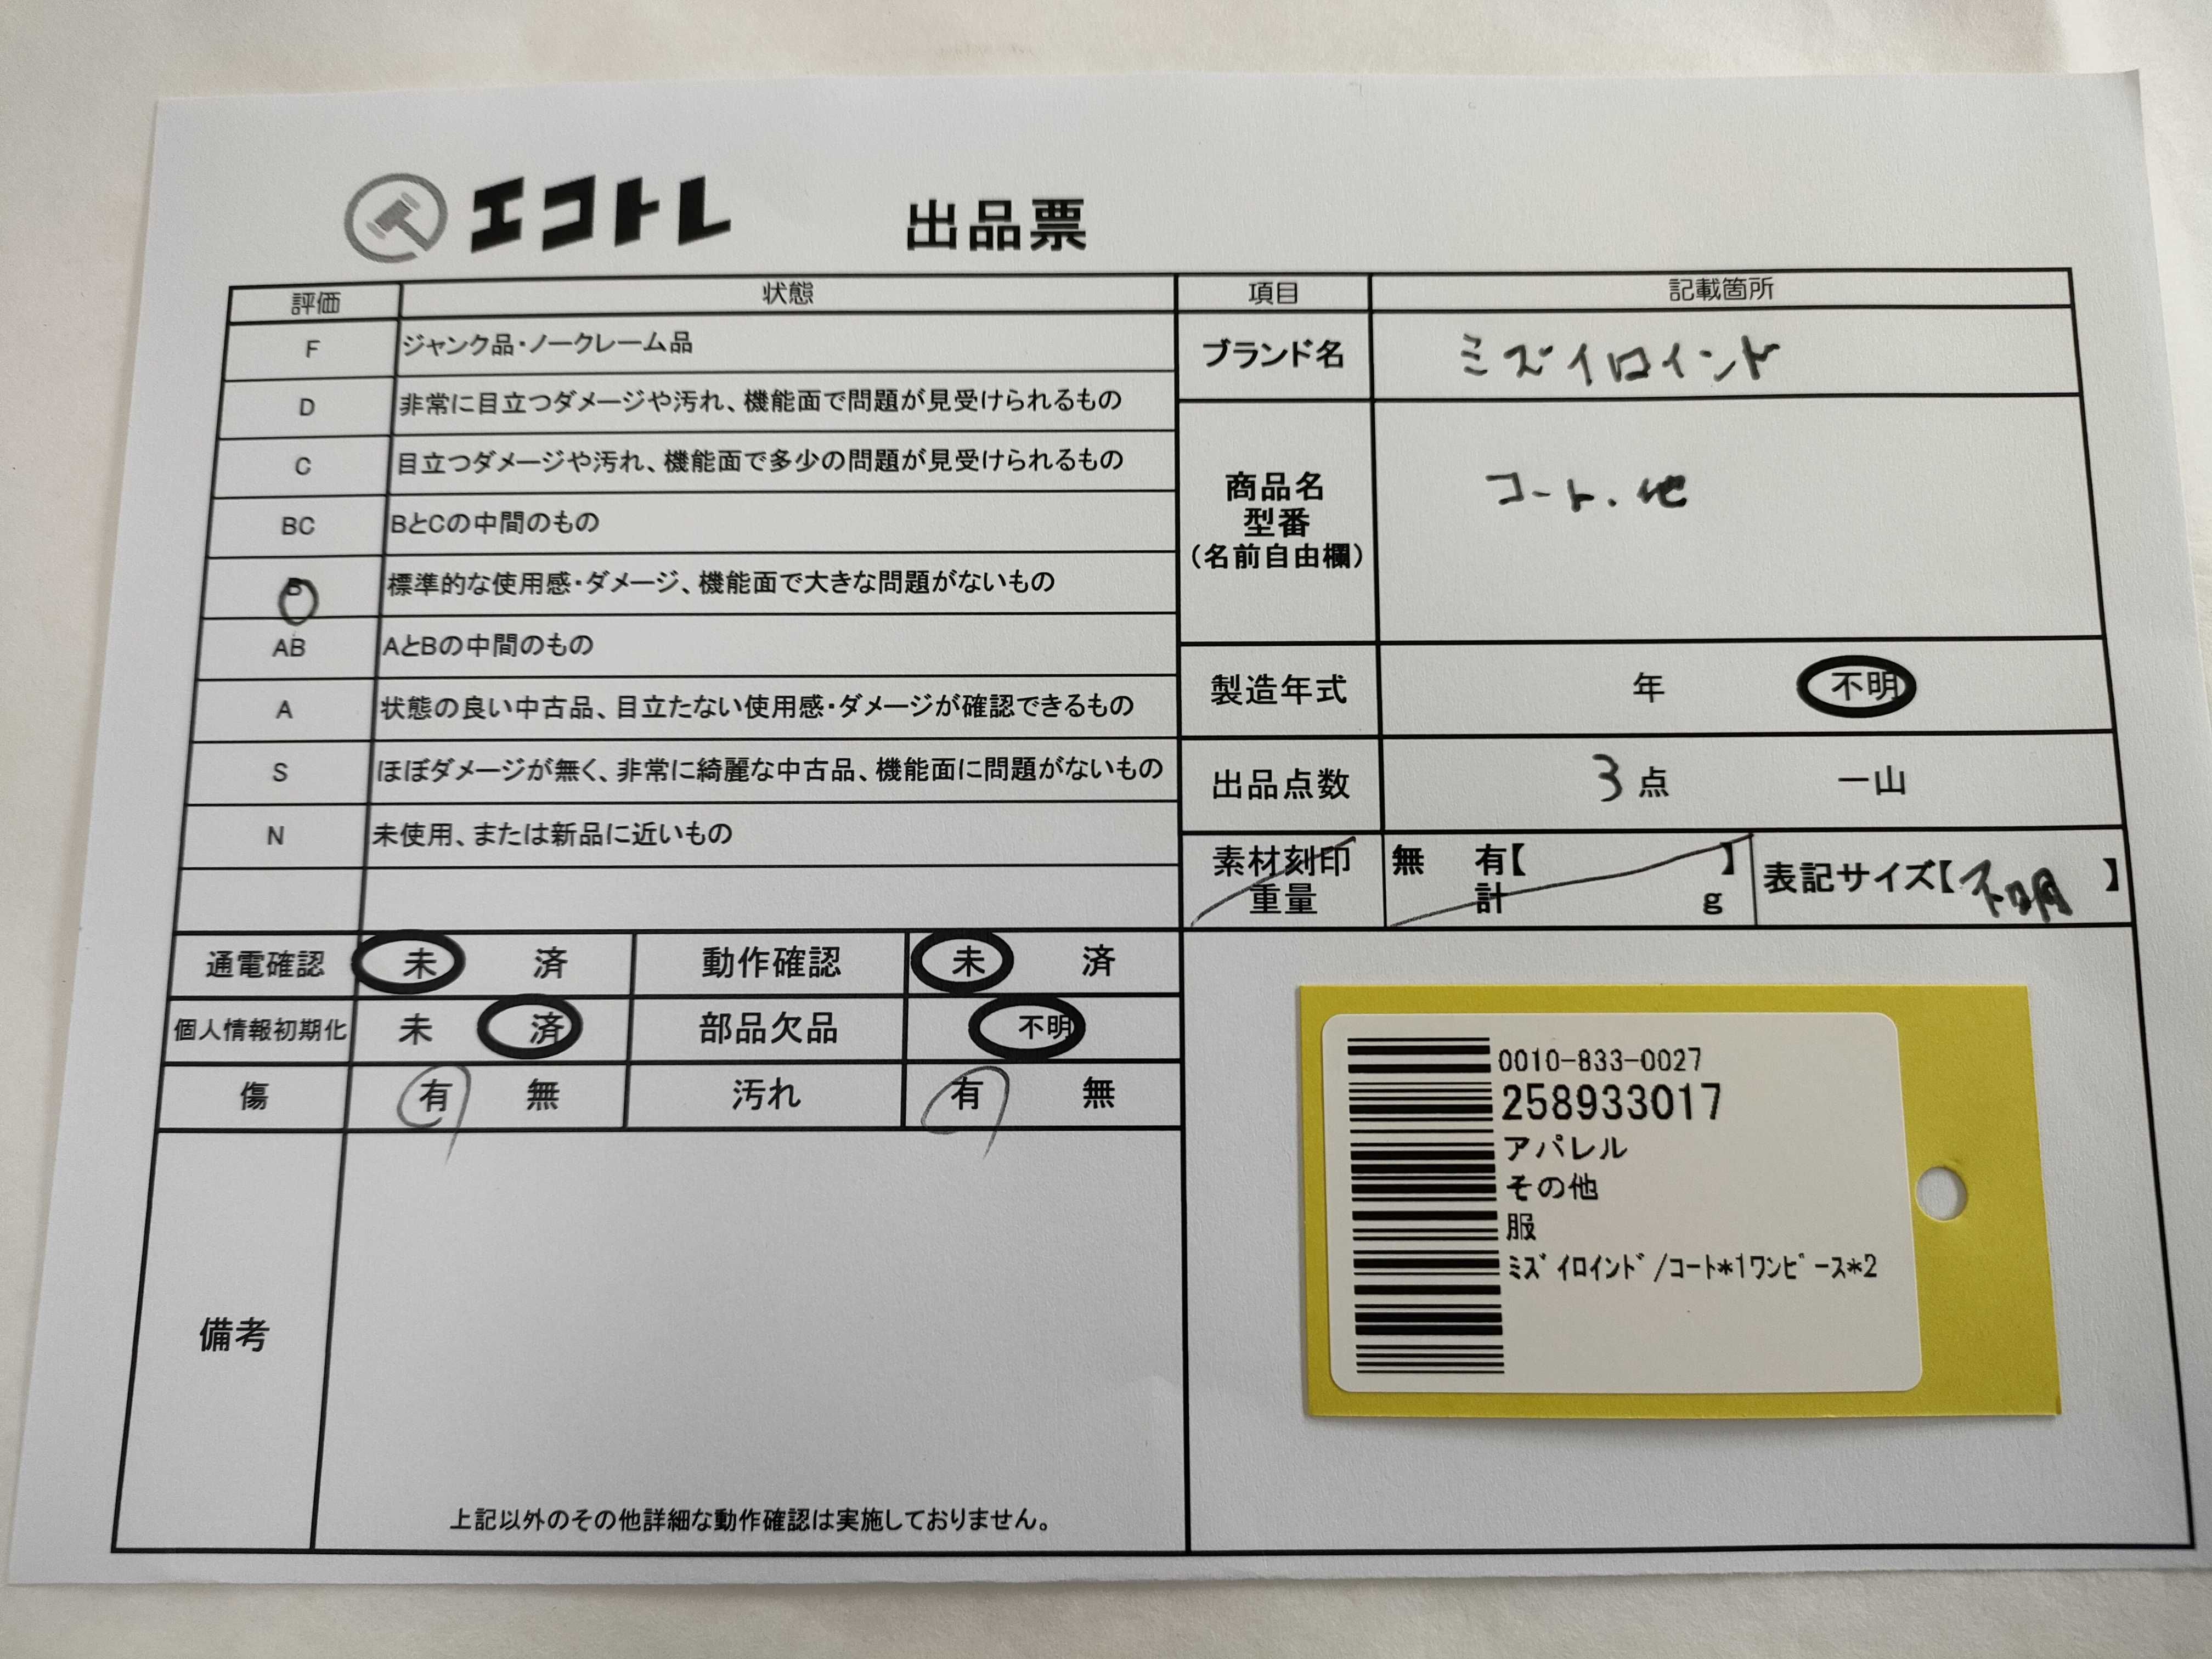 エコトレ 出品票
評価 状態
F ジャンク品・ノークレーム品
D 非常に目立つダメージや汚れ、機能面で問題が見受けられるもの
C 目立つダメージや汚れ、機能面で多少の問題が見受けられるもの
BC BとCの中間のもの
B 標準的な使用感・ダメージ、機能面で大きな問題がないもの
AB AとBの中間のもの
A 状態の良い中古品、目立たない使用感・ダメージが確認できるもの
S ほぼダメージが無く、非常に綺麗な中古品、機能面に問題がないもの
N 未使用、または新品に近いもの
通電確認 未 済 動作確認 未 済
個人情報初期化 未 済 部品欠品 不明
傷 有 無 汚れ 有 無
備考
上記以外のその他詳細な動作確認は実施しておりません。
項目 記載箇所
ブランド名 ミズイロインド
商品名
型番
(名前自由欄)
コート.他
製造年式 年 不明
出品点数 3点 一山
素材刻印 無 有【 】
重量 計 g
表記サイズ【不明】
0010-833-0027
258933017
アパレル
その他
服
ﾐｽﾞｲﾛｲﾝﾄﾞ/ｺｰﾄ*1ﾜﾝﾋﾟｰｽ*2